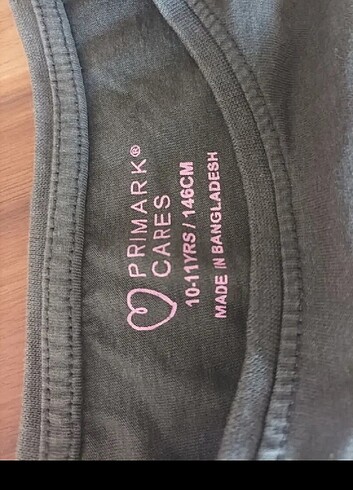 PRIMARK®
CARES
10-11YRS / 146CM
MADE IN BANGLADESH